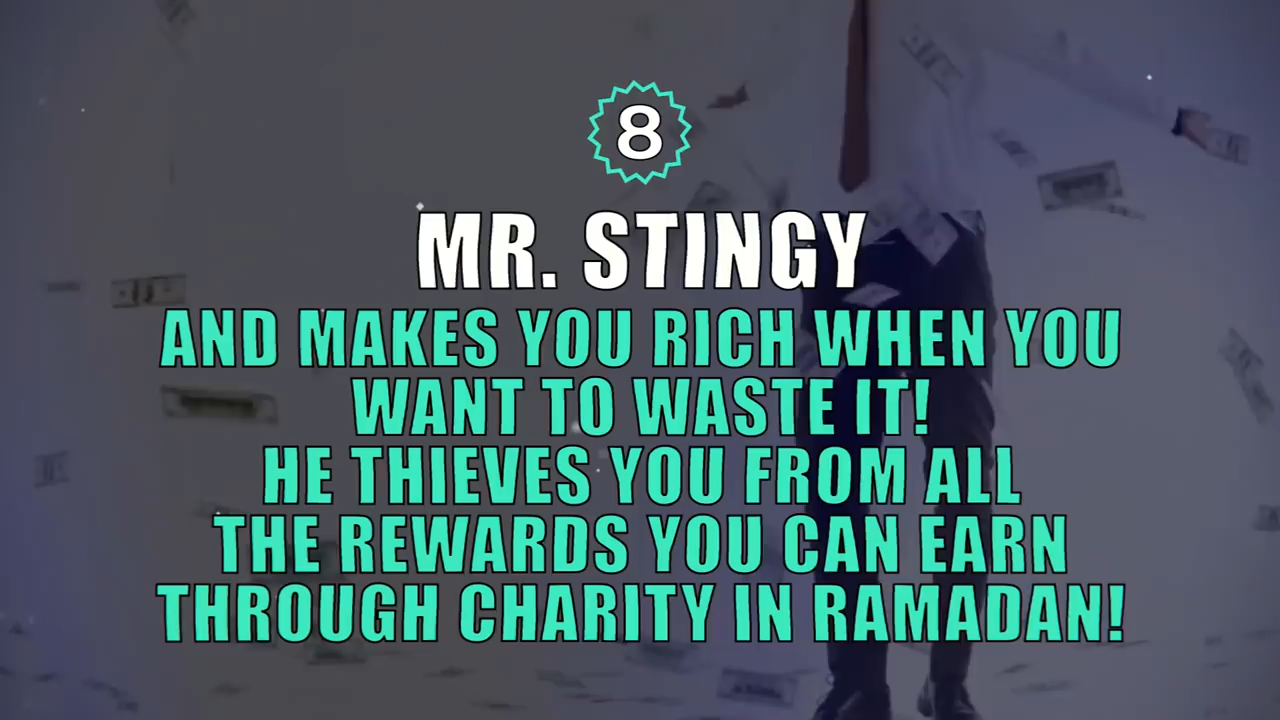 8
MR. STINGY
AND MAKES YOU RICH WHEN YOU
WANT TO WASTE IT!
HE THIEVES YOU FROM ALL
THE REWARDS YOU CAN EARN
THROUGH CHARITY IN RAMADAN!